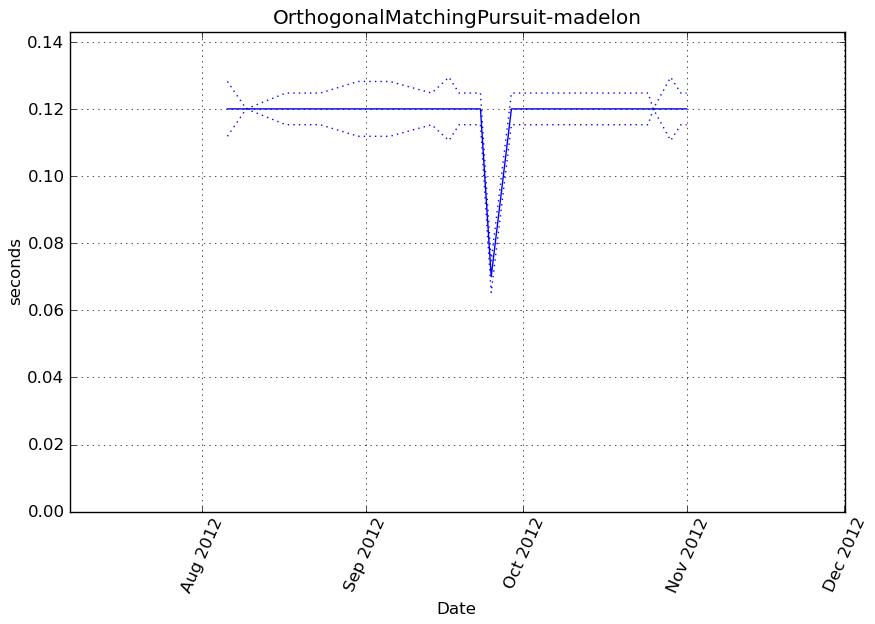 OrthogonalMatchingPursuit-madelon
0.14
0.12
0.10
0.08
0.06
0.04
0.02
0.00
seconds
Aug 2012
Sep 2012
Oct 2012
Nov 2012
Dec 2012
Date